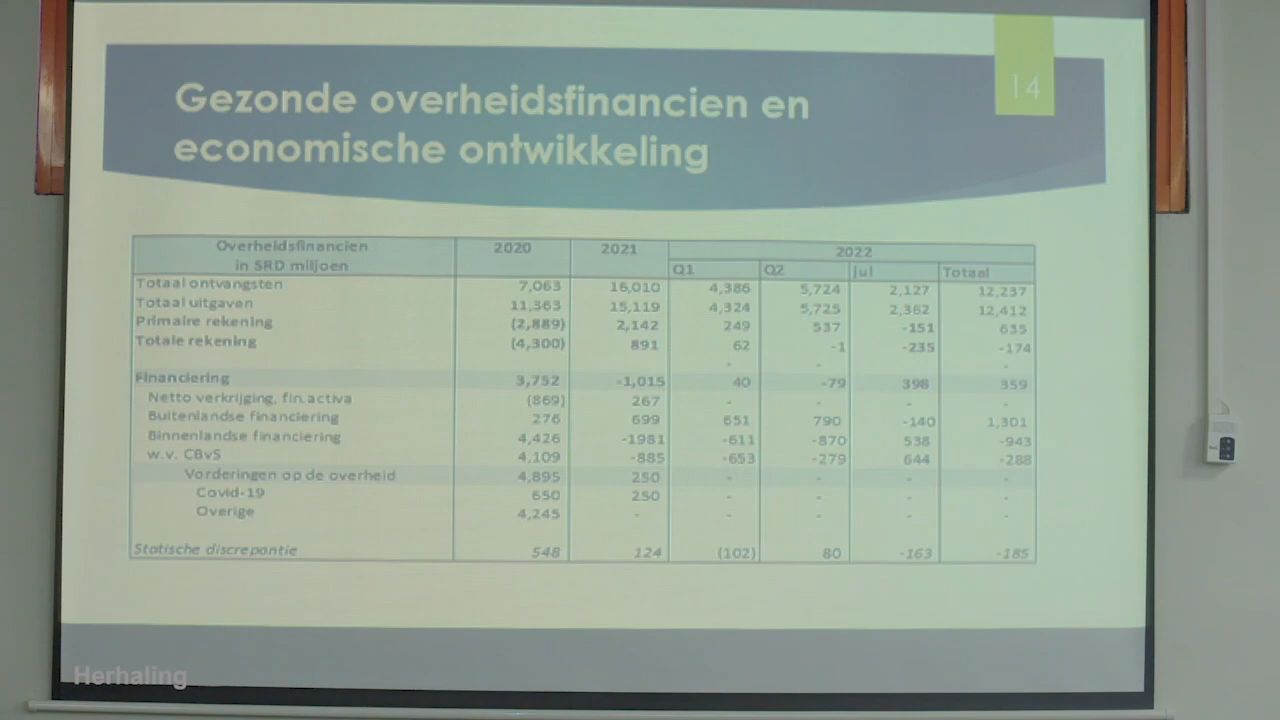 14
Gezonde overheidsfinancien en
economische ontwikkeling
Overheidsfinancien 2020 2021 2022
in SRD miljoen Q1 Q2 Jul Totaal
Totaal ontvangsten 7,063 16,010 4,386 5,724 2,127 12,237
Totaal uitgaven 11,363 15,119 4,324 5,725 2,362 12,412
Primaire rekening (2,889) 2,142 249 537 -151 635
Totale rekening (4,300) 891 62 -1 -235 -174
- - -
Financiering 3,752 -1,015 40 -79 398 359
Netto verkrijging, fin.activa (869) 267 - - - -
Buitenlandse financiering 276 699 651 790 -140 1,301
Binnenlandse financiering 4,426 -1981 -611 -870 538 -943
w.v. CBvS 4,109 -885 -653 -279 644 -288
Vorderingen op de overheid 4,895 250 - - - -
Covid-19 650 250 - - - -
Overige 4,245 - - - - -
Statische discrepantie 548 124 (102) 80 -163 -185
Herhaling